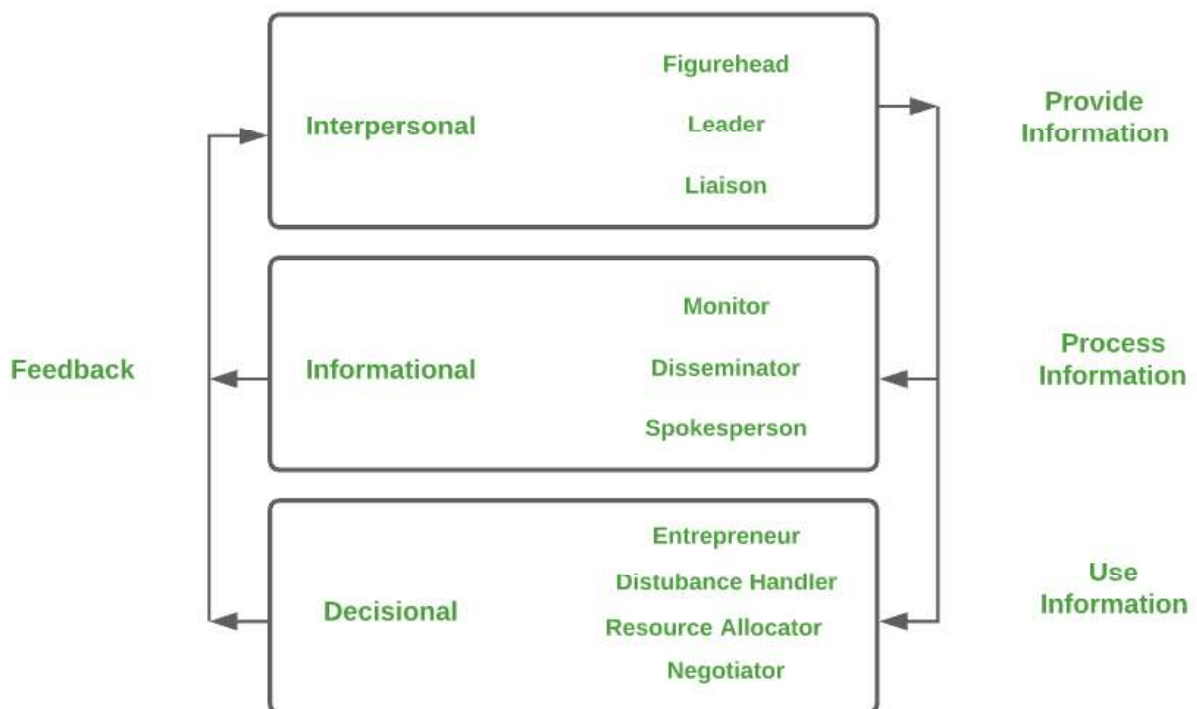 Figurehead
Provide
Information
Interpersonal
Leader
Liaison
Monitor
Feedback
Informational
Disseminator
Process
Information
Spokesperson
Entrepreneur
Distubance Handler
Use
Information
Decisional
Resource Allocator
Negotiator